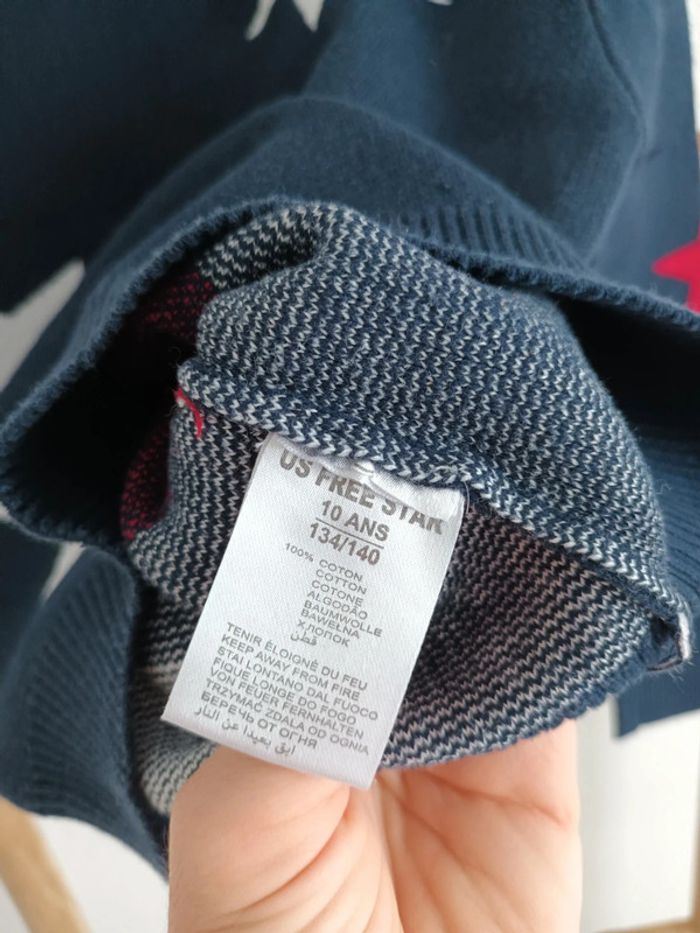 US FREE STAR
10 ANS
134/140
100% COTON
COTTON
COTONE
ALGODÃO
BAUMWOLLE
BAWEŁNA
ХЛОПОК
قطن
TENIR ÉLOIGNÉ DU FEU
KEEP AWAY FROM FIRE
STAI LONTANO DAL FUOCO
FIQUE LONGE DO FOGO
VON FEUER FERNHALTEN
TRZYMAĆ ZDALA OD OGNIA
БЕРЕЧЬ ОТ ОГНЯ
ابق بعيدا عن النار